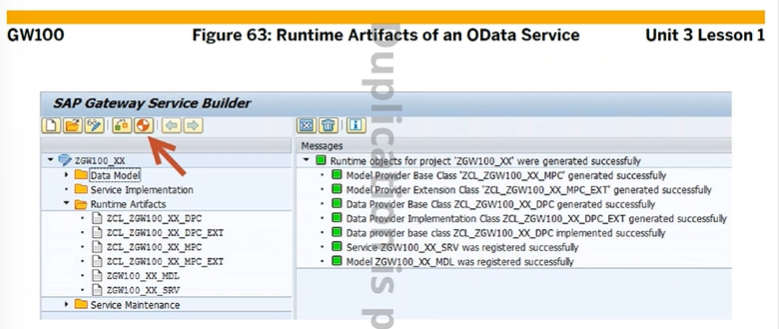 GW100
Figure 63: Runtime Artifacts of an OData Service
Unit 3 Lesson 1
SAP Gateway Service Builder
ZGW100_XX
Data Model
Service Implementation
Runtime Artifacts
ZCL_ZGW100_XX_DPC
ZCL_ZGW100_XX_DPC_EXT
ZCL_ZGW100_XX_MPC
ZCL_ZGW100_XX_MPC_EXT
ZGW100_XX_MDL
ZGW100_XX_SRV
Service Maintenance
Messages
Runtime objects for project 'ZGW100_XX' were generated successfully
Model Provider Base Class 'ZCL_ZGW100_XX_MPC' generated successfully
Model Provider Extension Class 'ZCL_ZGW100_XX_MPC_EXT' generated successfully
Data Provider Base Class ZCL_ZGW100_XX_DPC generated successfully
Data Provider Implementation Class ZCL_ZGW100_XX_DPC_EXT generated successfully
Data provider base class ZCL_ZGW100_XX_DPC implemented successfully
Service ZGW100_XX_SRV was registered successfully
Model ZGW100_XX_MDL was registered successfully
Duplication is p